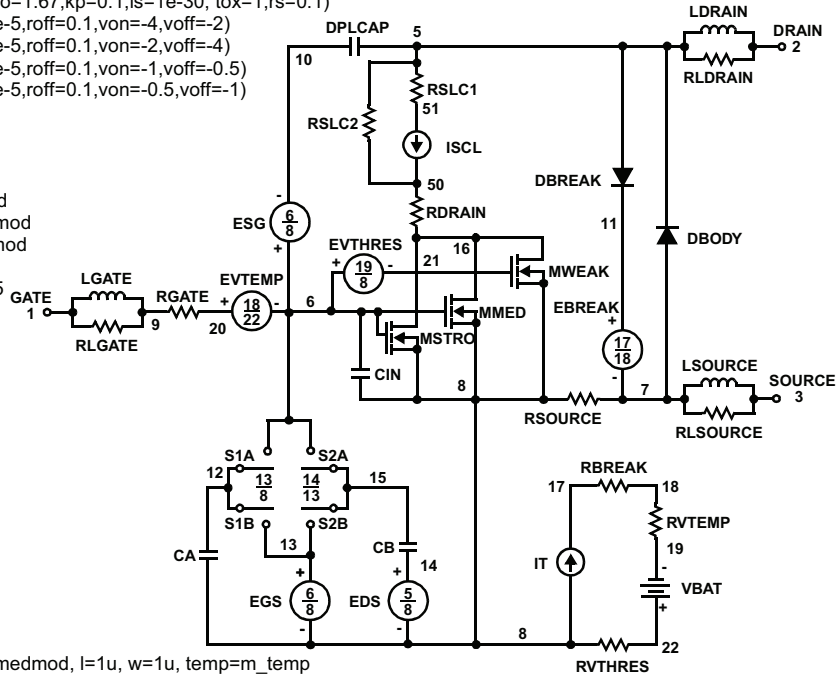 o=1.67,kp=0.1,is=1e-30, tox=1,rs=0.1)
e-5,roff=0.1,von=-4,voff=-2)
e-5,roff=0.1,von=-2,voff=-4)
e-5,roff=0.1,von=-1,voff=-0.5)
e-5,roff=0.1,von=-0.5,voff=-1)
LDRAIN
DPLCAP
5
DRAIN
2
10
RLDRAIN
RSLC1
51
RSLC2
ISCL
50
d
mod
mod
5
DBREAK
RDRAIN
-
ESG
6
8
+
11
DBODY
EVTHRES
+
19
8
-
21
16
MWEAK
LGATE
GATE
1
RLGATE
9
RGATE
20
EVTEMP
+
18
22
-
6
MMED
MSTRO
EBREAK
+
17
18
-
CIN
8
7
LSOURCE
SOURCE
3
RSOURCE
RLSOURCE
S1A
S2A
12
13
8
14
13
15
S1B
S2B
13
CA
CB
14
+
EGS
6
8
-
+
EDS
5
8
-
RBREAK
17
18
RVTEMP
19
IT
-
VBAT
+
8
22
RVTHRES
medmod, l=1u, w=1u, temp=m_temp